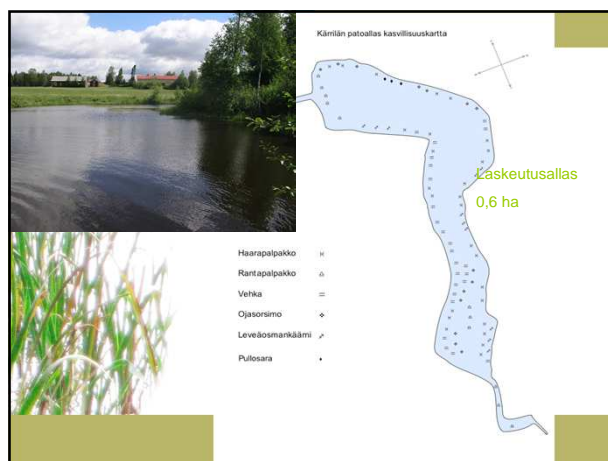 Kärrilän patoallas kasvillisuuskartta
Laskeutusallas
0,6 ha
Haarapalpakko
Rantapalpakko
Vehka
Ojasorsimo
Leveäosmankäämi
Pullosara